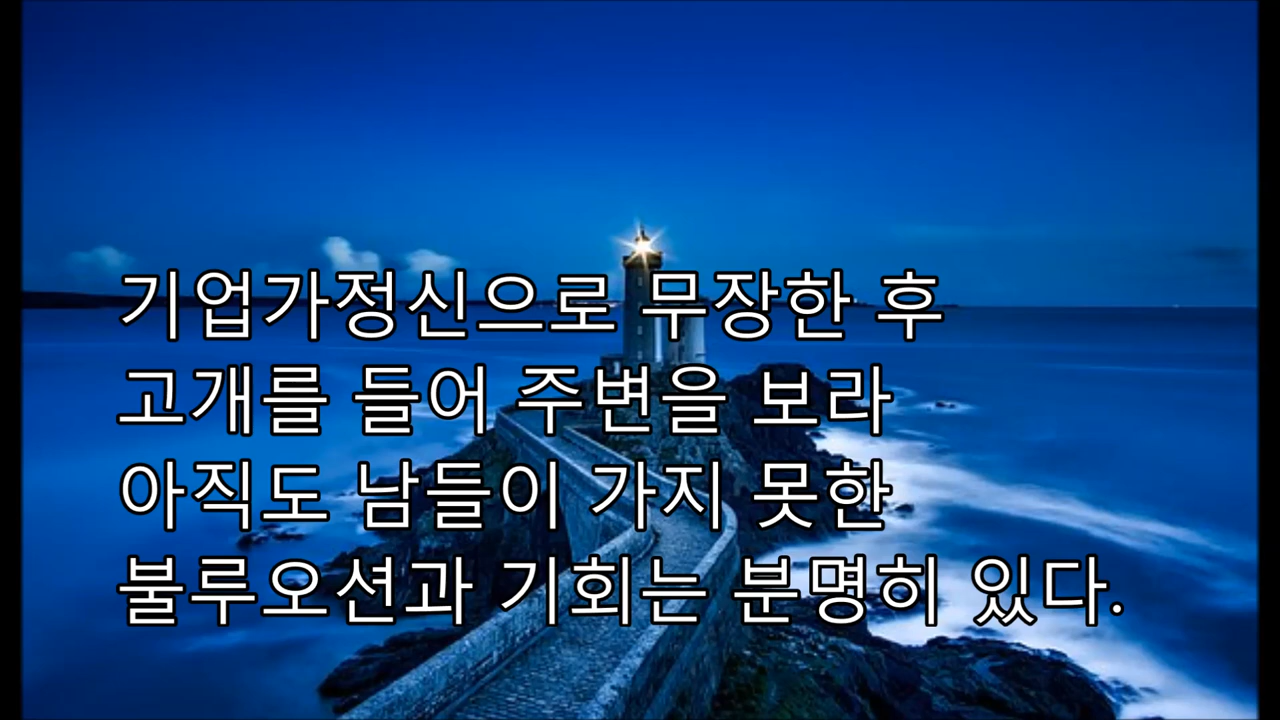 기업가정신으로 무장한 후
고개를 들어 주변을 보라
아직도 남들이 가지 못한
불루오션과 기회는 분명히 있다.